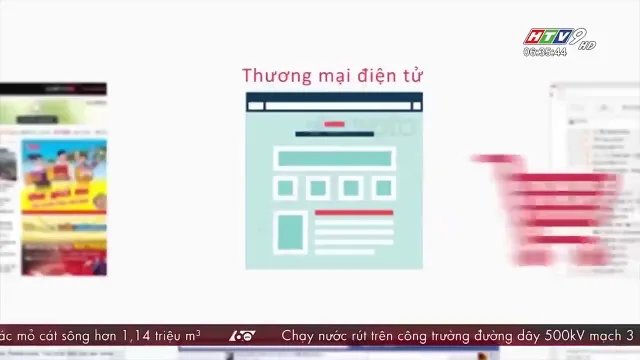 HTV9 HD
06:35:44
Thương mại điện tử
ác mỏ cát sông hơn 1,14 triệu m³ 60 Chạy nước rút trên công trường đường dây 500kV mạch 3